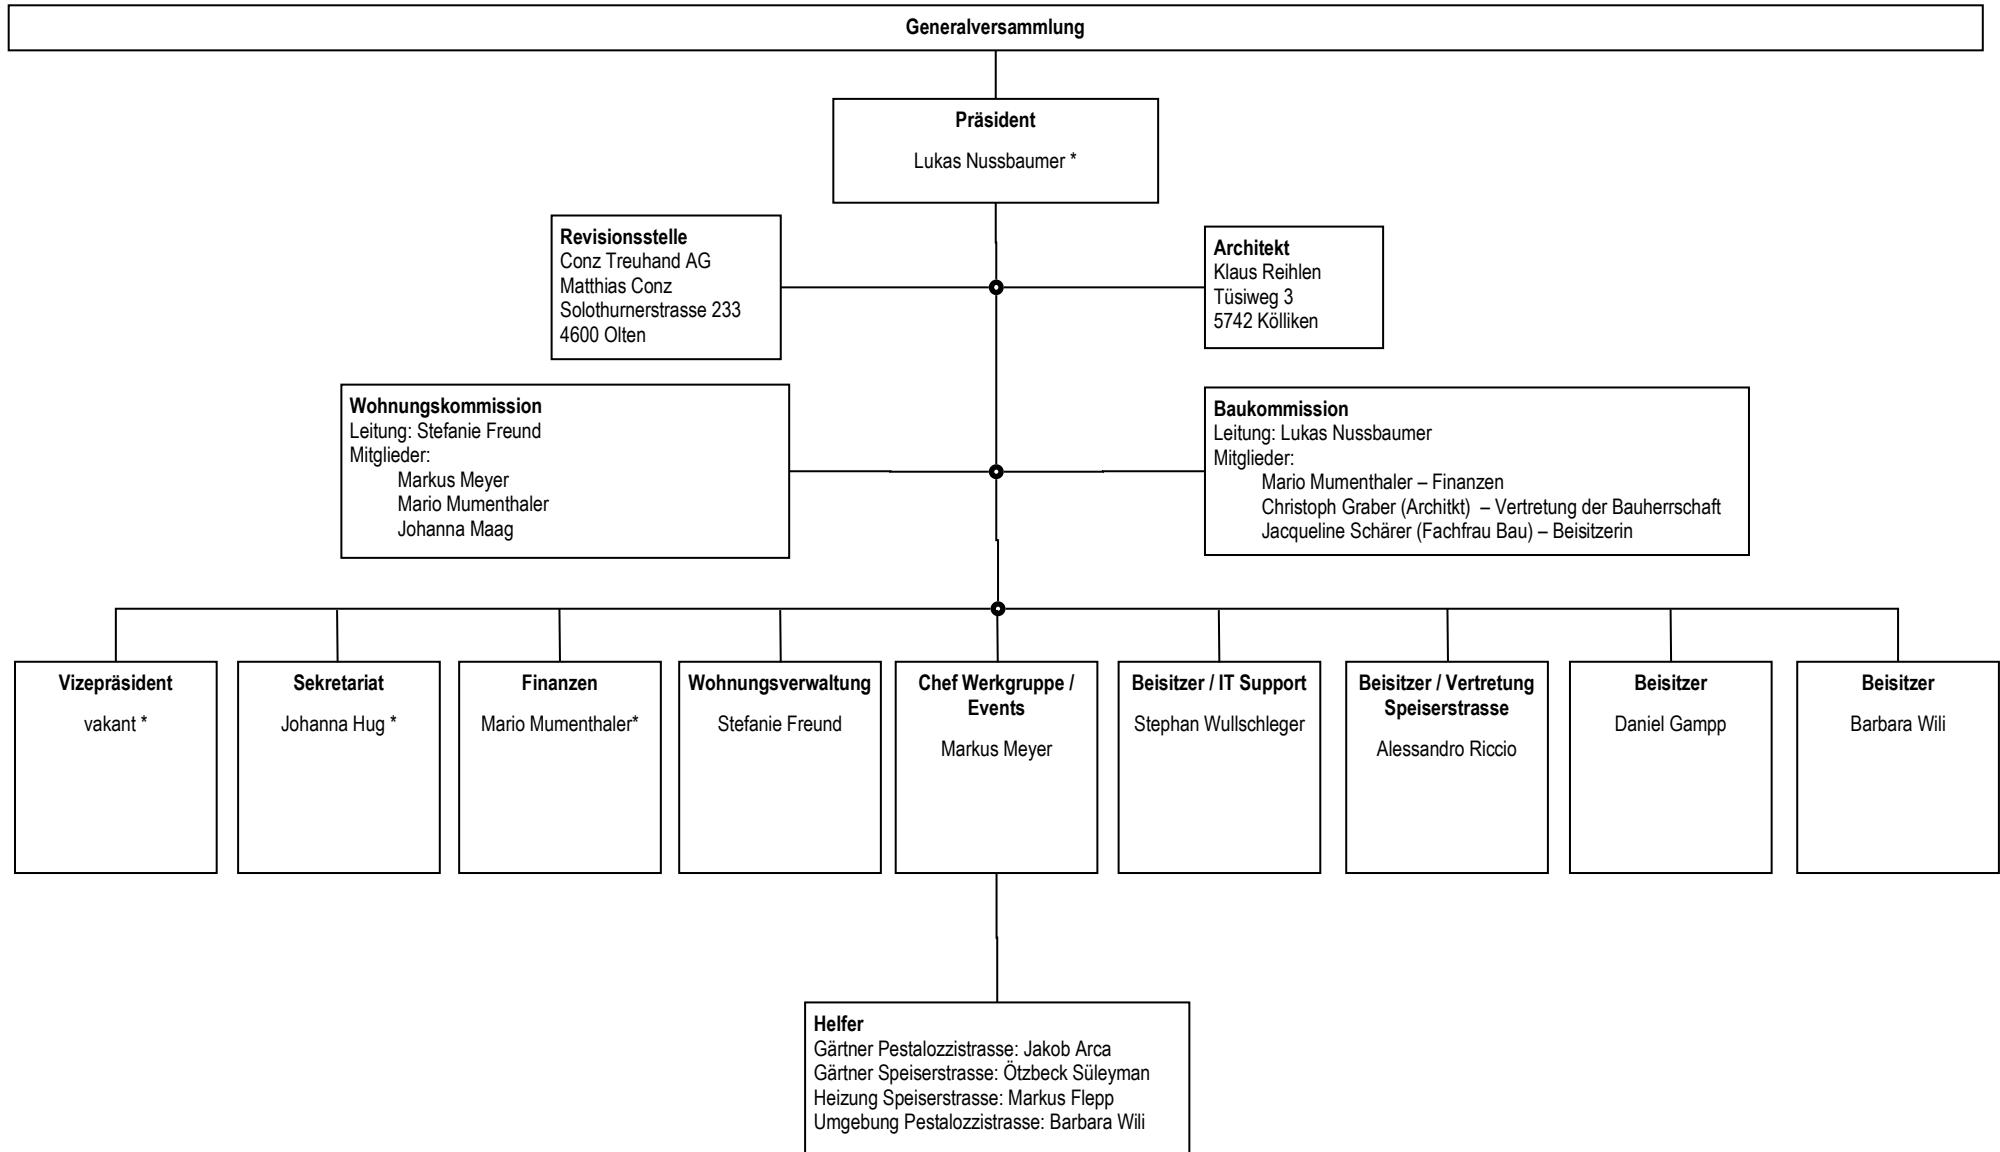 Generalversammlung
Präsident
Lukas Nussbaumer *
Revisionsstelle
Conz Treuhand AG
Matthias Conz
Solothurnerstrasse 233
4600 Olten
Architekt
Klaus Reihlen
Tüsiweg 3
5742 Kölliken
Wohnungskommission
Leitung: Stefanie Freund
Mitglieder:
Markus Meyer
Mario Mumenthaler
Johanna Maag
Baukommission
Leitung: Lukas Nussbaumer
Mitglieder:
Mario Mumenthaler – Finanzen
Christoph Graber (Architkt) – Vertretung der Bauherrschaft
Jacqueline Schärer (Fachfrau Bau) – Beisitzerin
Vizepräsident
vakant *
Sekretariat
Johanna Hug *
Finanzen
Mario Mumenthaler*
Wohnungsverwaltung
Stefanie Freund
Chef Werkgruppe /
Events
Markus Meyer
Beisitzer / IT Support
Stephan Wullschleger
Beisitzer / Vertretung
Speiserstrasse
Alessandro Riccio
Beisitzer
Daniel Gampp
Beisitzer
Barbara Wili
Helfer
Gärtner Pestalozzistrasse: Jakob Arca
Gärtner Speiserstrasse: Ötzbeck Süleyman
Heizung Speiserstrasse: Markus Flepp
Umgebung Pestalozzistrasse: Barbara Wili